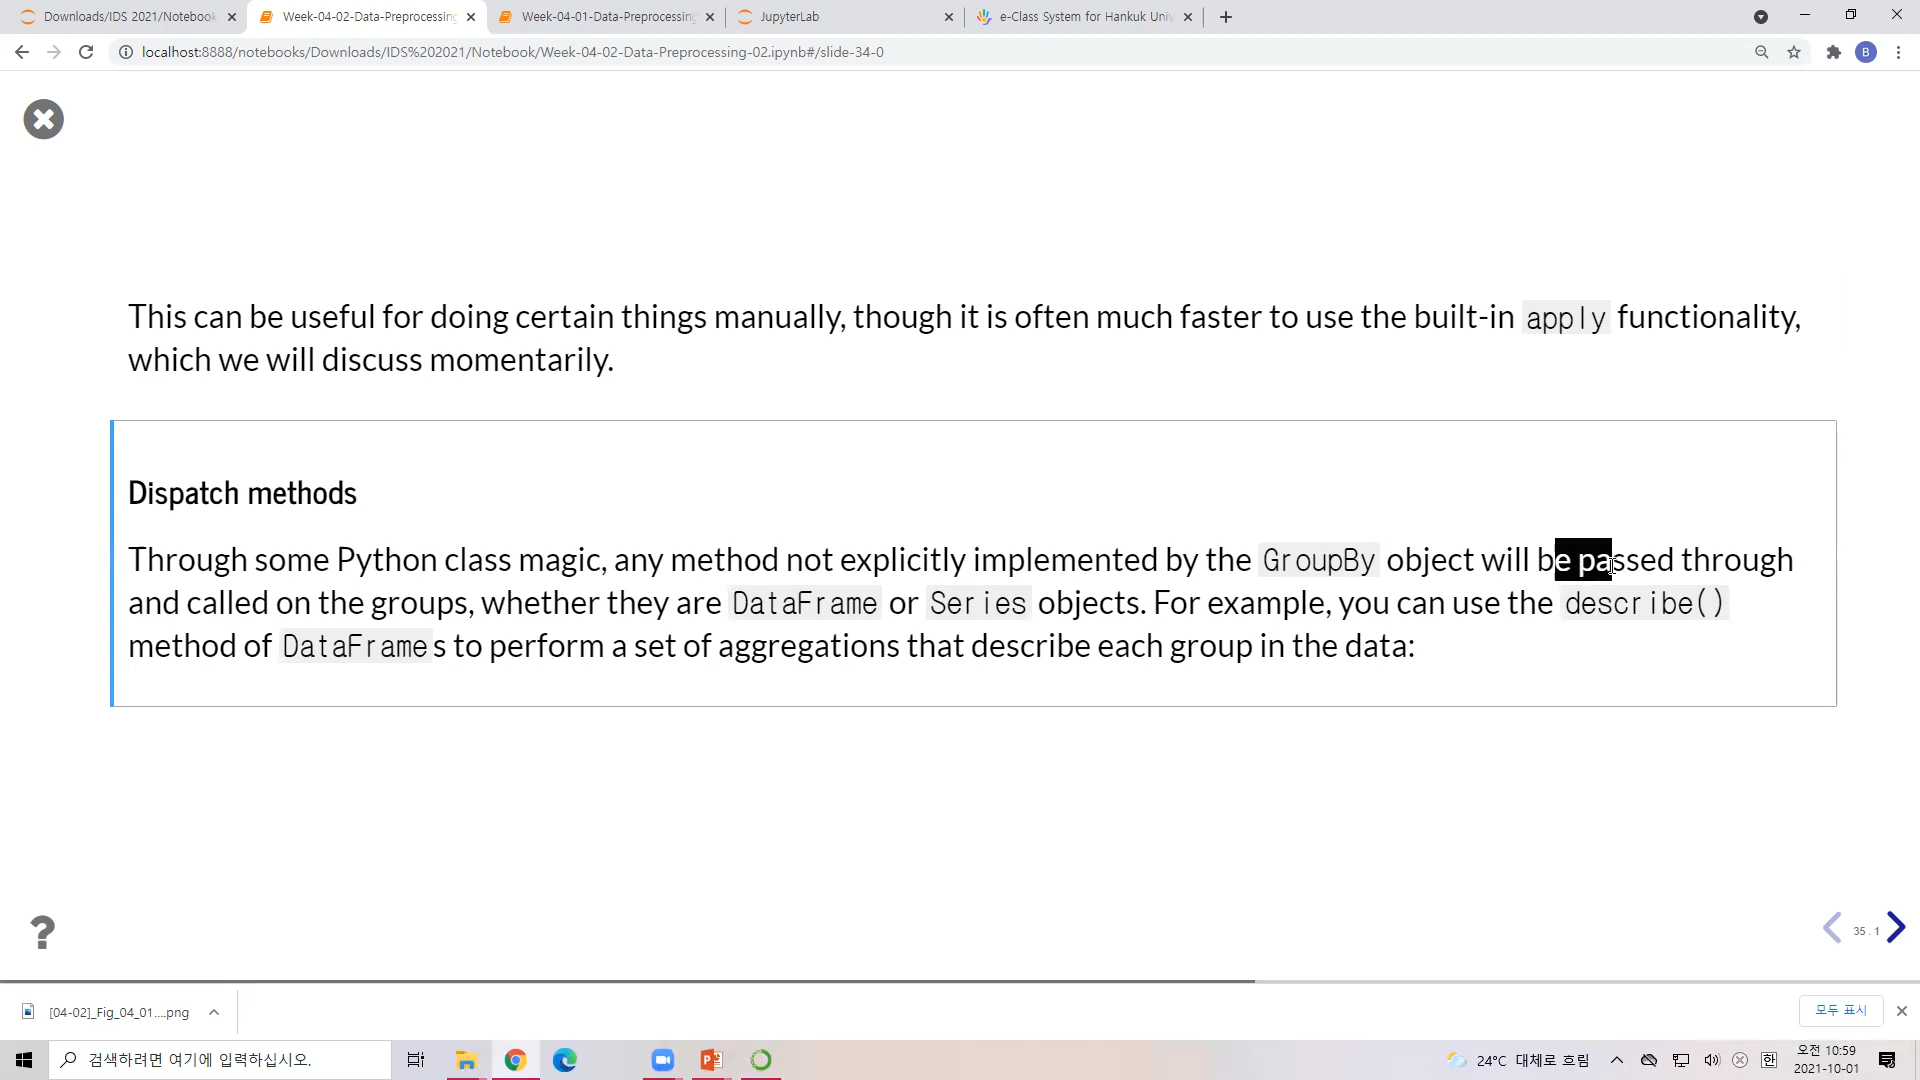 Downloads/IDS 2021/Notebook
Week-04-02-Data-Preprocessing
Week-04-01-Data-Preprocessing
JupyterLab
e-Class System for Hankuk Univ
localhost:8888/notebooks/Downloads/IDS%202021/Notebook/Week-04-02-Data-Preprocessing-02.ipynb#/slide-34-0
B
This can be useful for doing certain things manually, though it is often much faster to use the built-in apply functionality,
which we will discuss momentarily.
Dispatch methods
Through some Python class magic, any method not explicitly implemented by the GroupBy object will be passed through
and called on the groups, whether they are DataFrame or Series objects. For example, you can use the describe()
method of DataFrames to perform a set of aggregations that describe each group in the data:
?
35.1
[04-02]_Fig_04_01....png
모두 표시
검색하려면 여기에 입력하십시오.
24°C 대체로 흐림
한
오전 10:59
2021-10-01